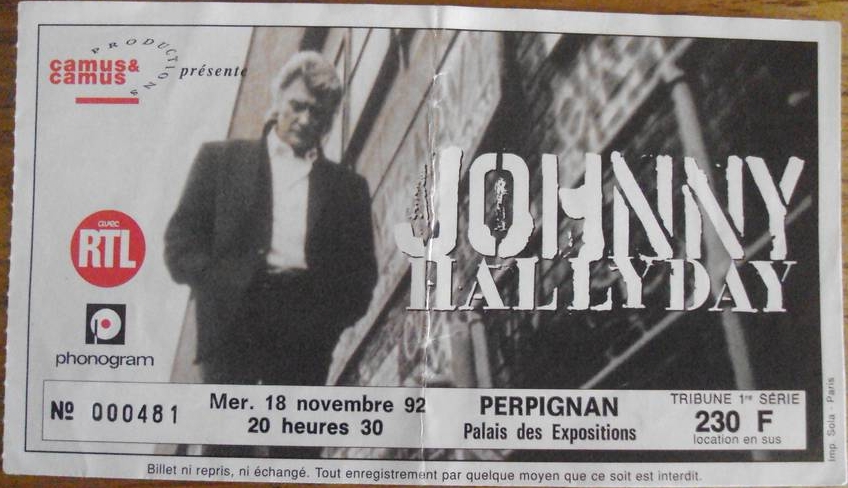 PRODUCTIONS
camus&
camus
présente
JOHNNY
HALLYDAY
avec
RTL
phonogram
Nº 000481
Mer. 18 novembre 92
20 heures 30
PERPIGNAN
Palais des Expositions
TRIBUNE 1re SÉRIE
230 F
location en sus
Imp. Sola - Paris
Billet ni repris, ni échangé. Tout enregistrement par quelque moyen que ce soit est interdit.